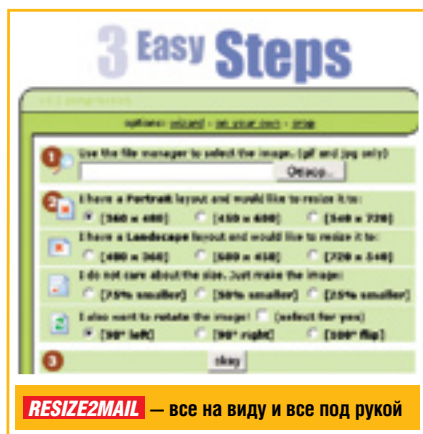 3 Easy Steps
options: wizard - on your own - crop
1 Use the file manager to select the image. (gif and jpg only)
Обзор...
2 I have a Portrait layout and would like to resize it to:
[360 x 480] [450 x 600] [540 x 720]
I have a Landscape layout and would like to resize it to:
[480 x 360] [600 x 450] [720 x 540]
I do not care about the size. Just make the image:
[75% smaller] [50% smaller] [25% smaller]
I also want to rotate the image! (select for yes)
[90° left] [90° right] [180° flip]
3 okay
RESIZE2MAIL — все на виду и все под рукой